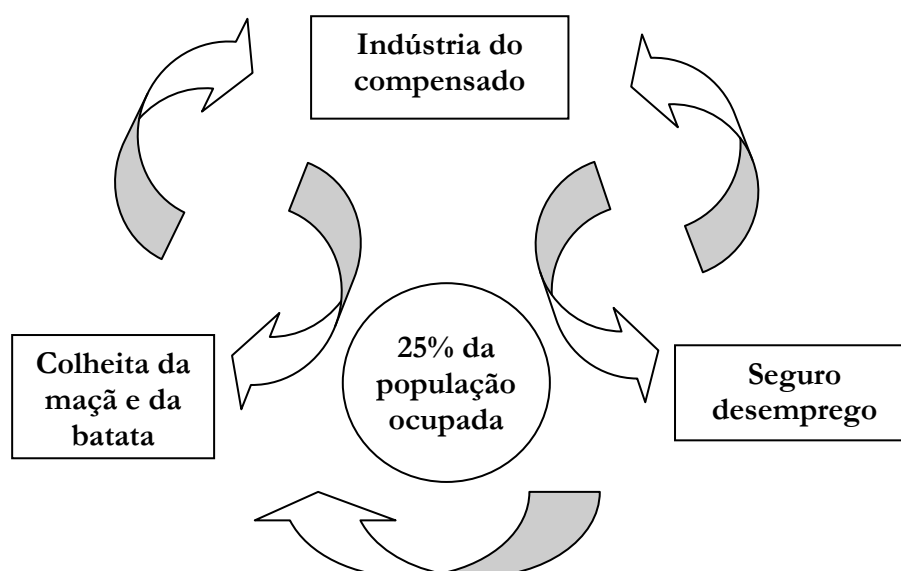 Indústria do
compensado
Colheita da
maçã e da
batata
25% da
população
ocupada
Seguro
desemprego